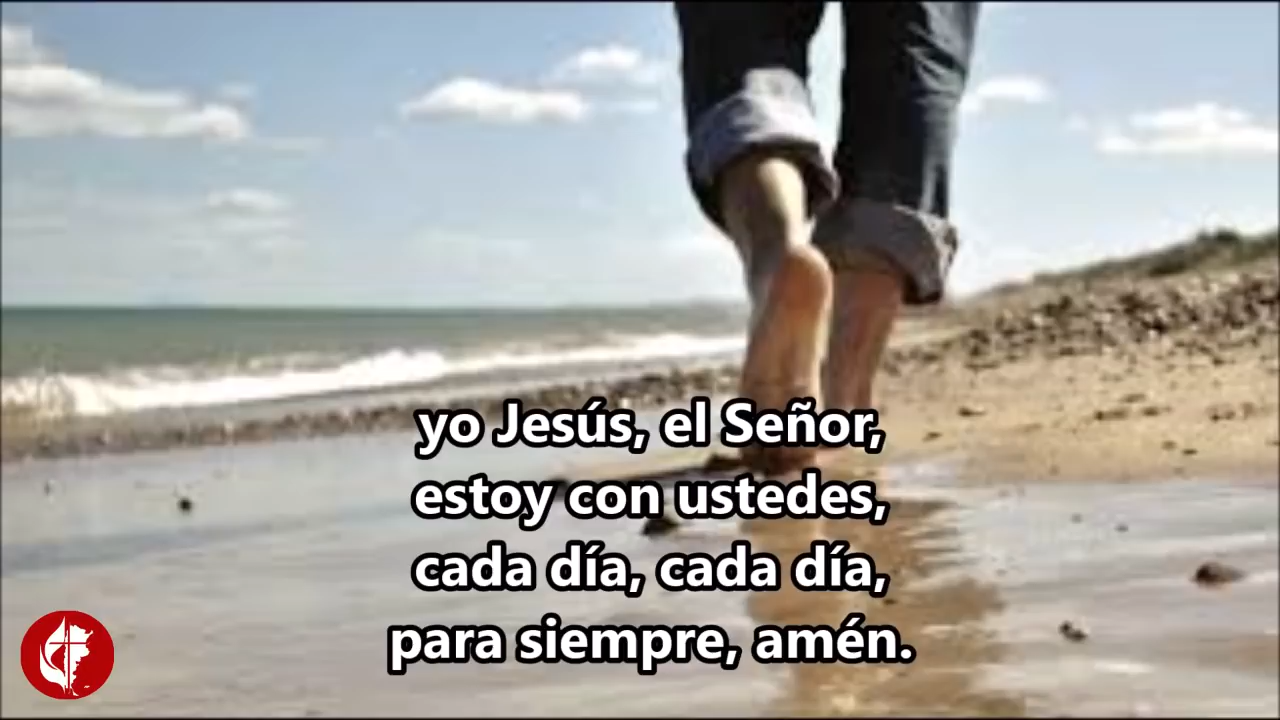 yo Jesús, el Señor,
estoy con ustedes,
cada día, cada día,
para siempre, amén.